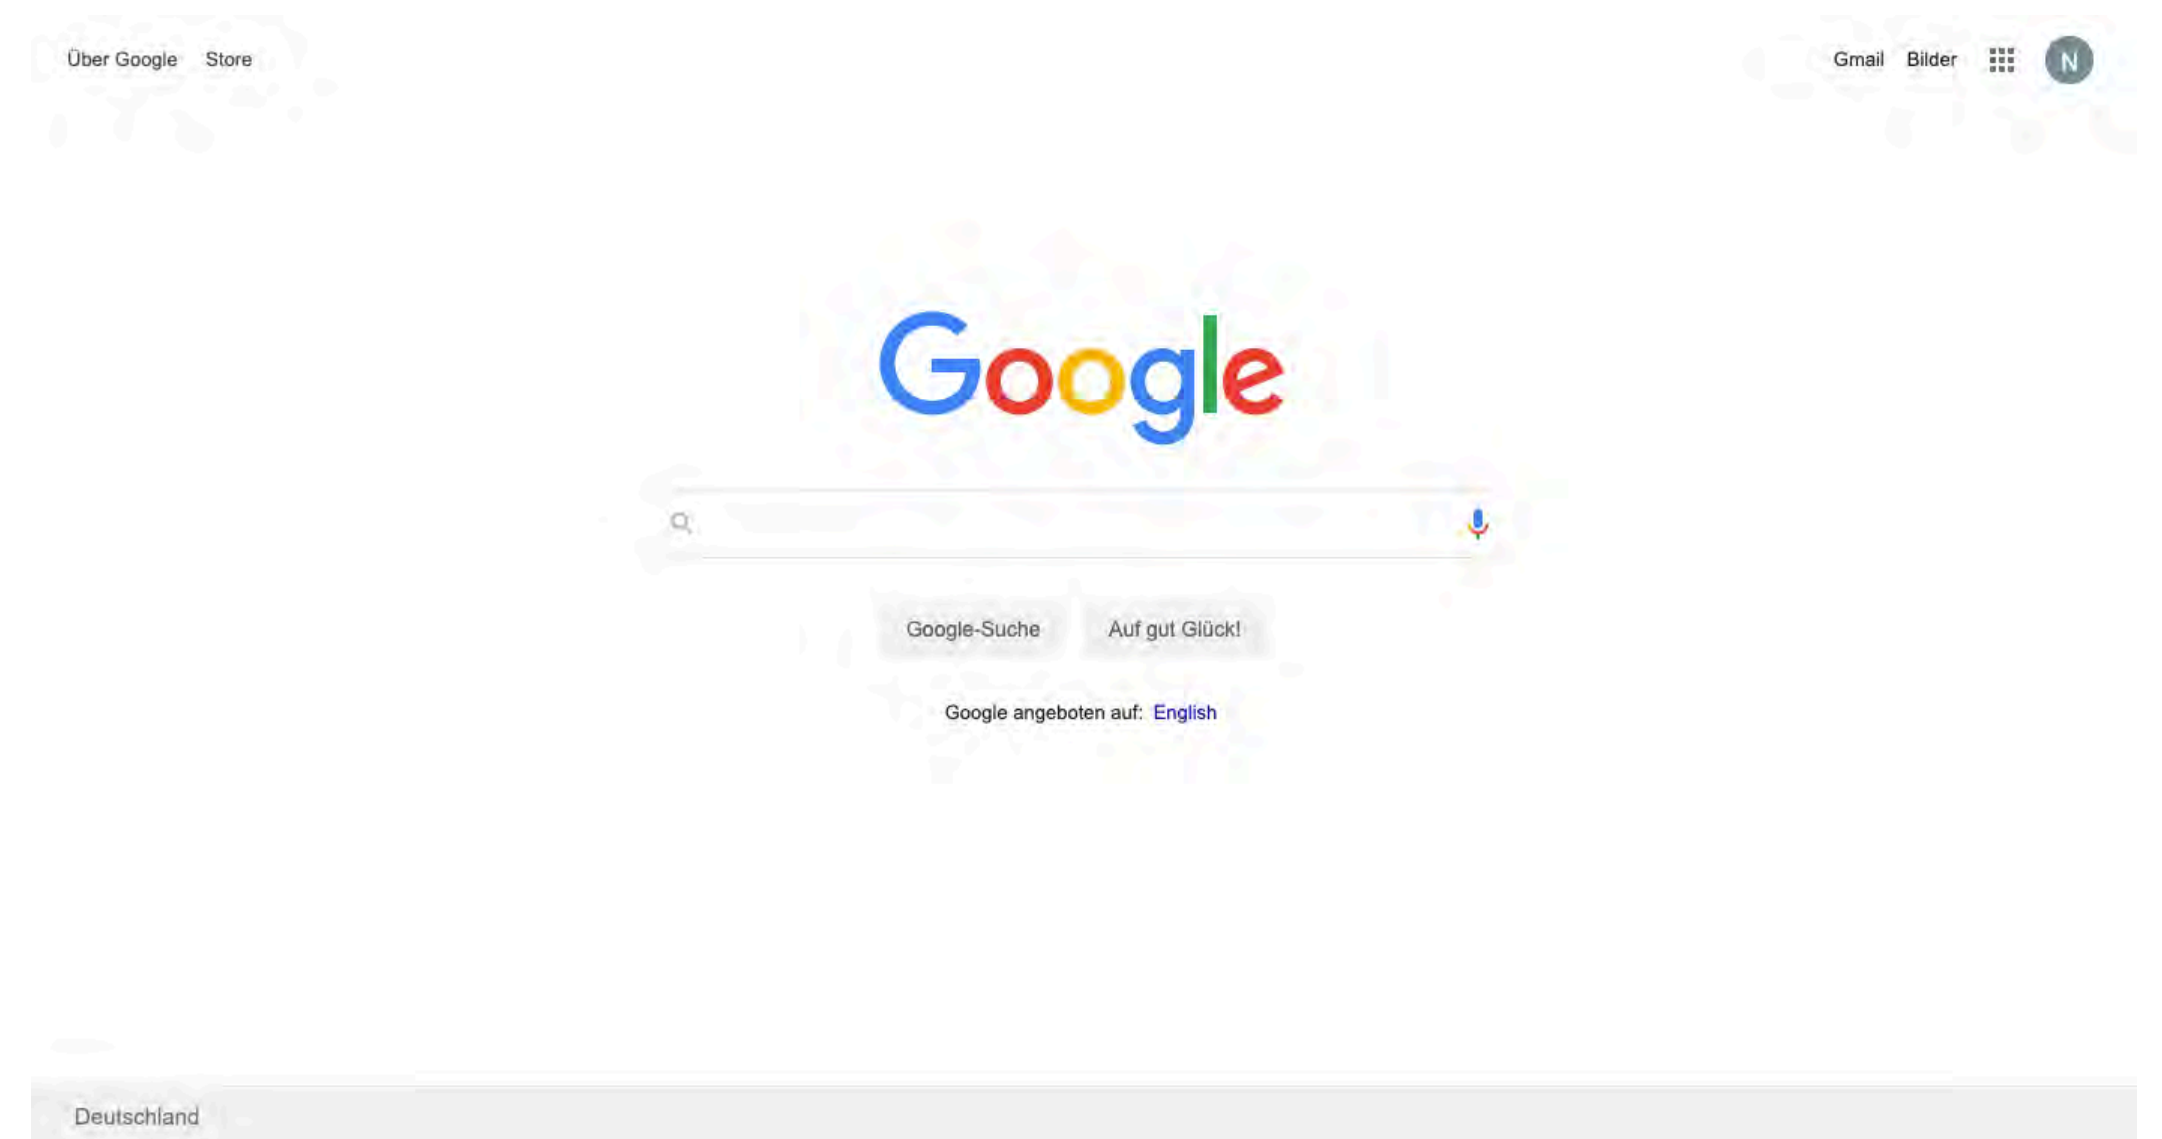 Über Google Store
Gmail Bilder N
Google
Google-Suche Auf gut Glück!
Google angeboten auf: English
Deutschland